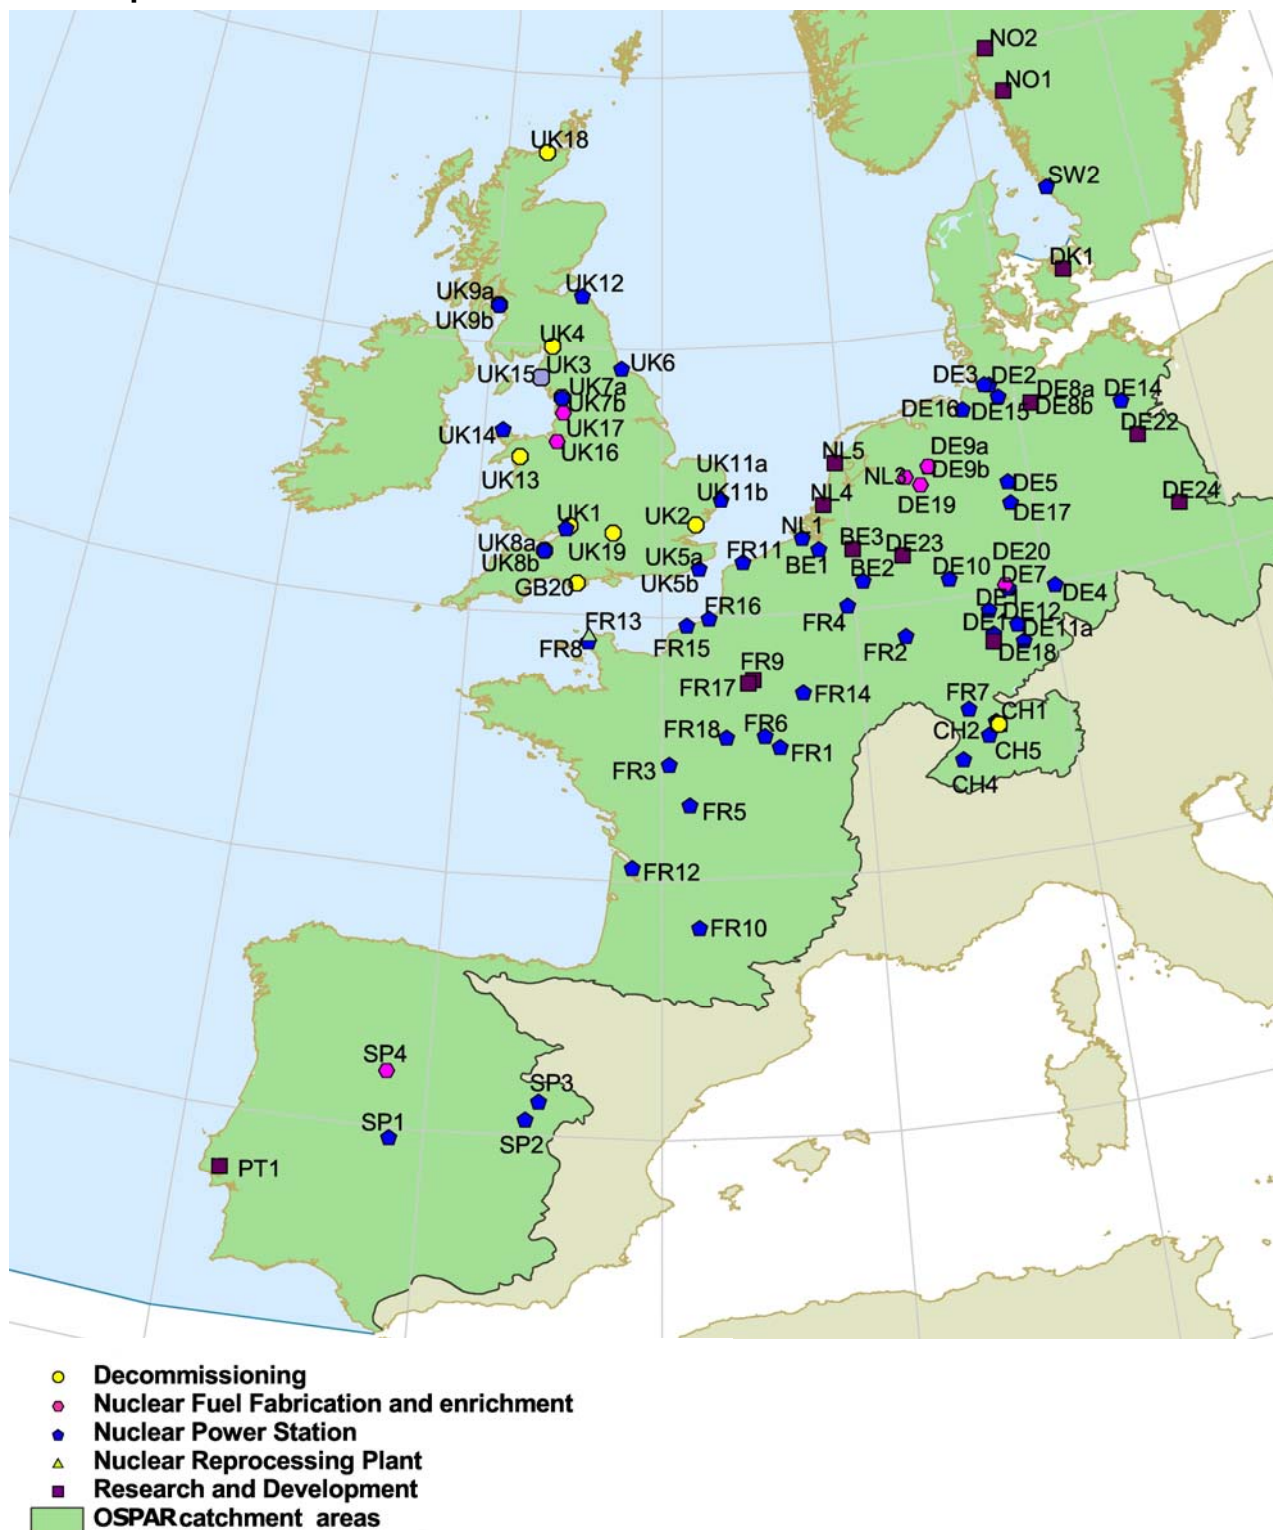 NO2
NO1
UK18
SW2
DK1
UK9a
UK12
UK9b
UK4
UK3
UK15
UK6
UK7a
UK7b
UK17
UK14
UK16
UK13
DE3
DE2
DE8a
DE14
DE16
DE15
DE8b
DE22
NL5
DE9a
NL3
DE9b
DE5
UK11a
UK11b
NL4
DE19
DE17
DE24
UK1
UK2
NL1
BE3
DE23
DE20
UK8a
UK19
UK5a
FR11
BE1
BE2
DE10
DE7
DE4
UK8b
GB20
UK5b
DE1
DE12
FR13
FR16
FR4
DE1
DE11a
FR8
FR15
FR2
DE18
FR9
FR17
FR14
FR7
CH1
FR18
FR6
CH2
FR1
CH5
FR3
CH4
FR5
FR12
FR10
SP4
SP3
SP1
SP2
PT1
Decommissioning
Nuclear Fuel Fabrication and enrichment
Nuclear Power Station
Nuclear Reprocessing Plant
Research and Development
OSPAR catchment areas